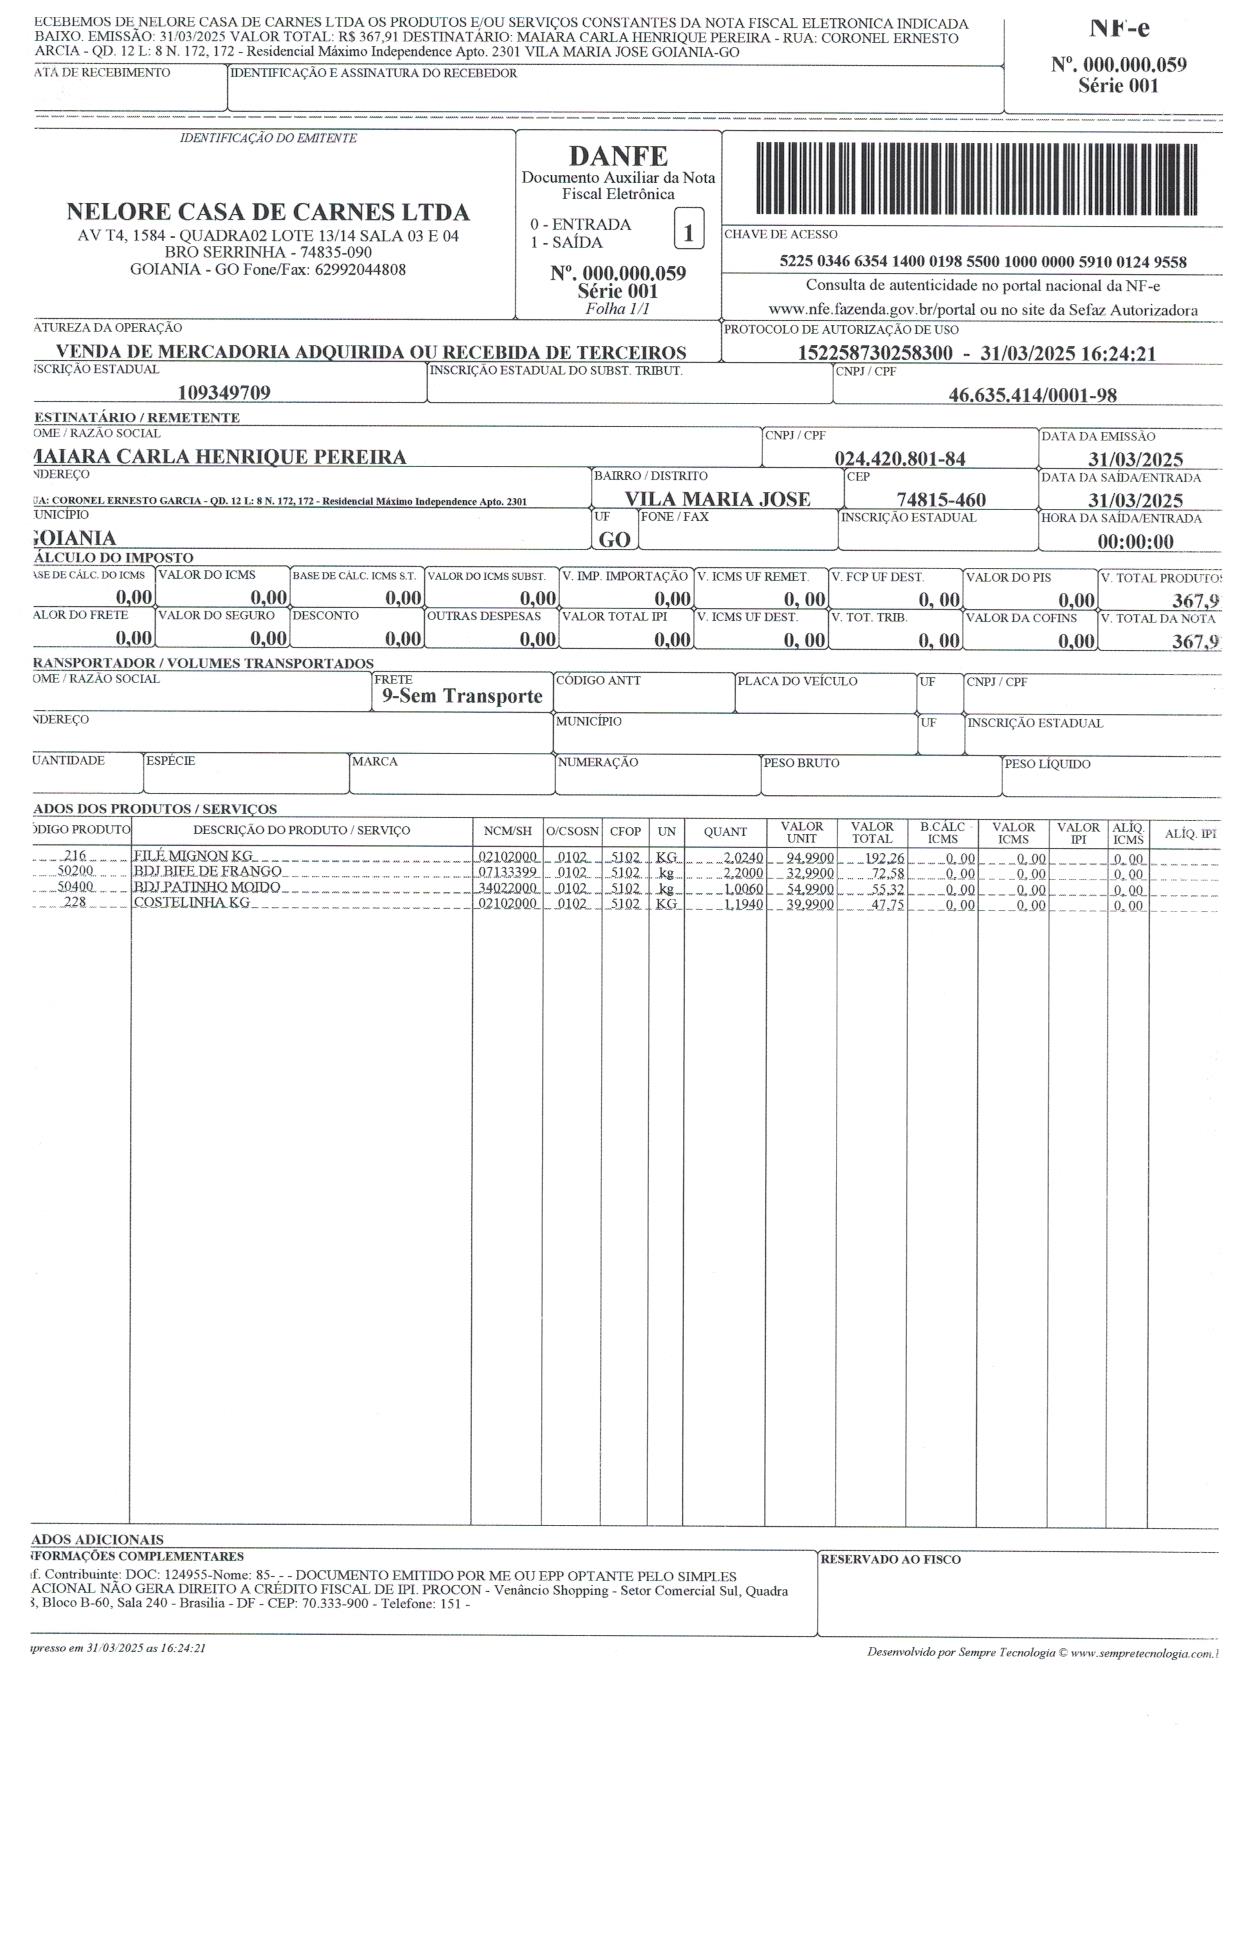 ECEBEMOS DE NELORE CASA DE CARNES LTDA OS PRODUTOS E/OU SERVIÇOS CONSTANTES DA NOTA FISCAL ELETRONICA INDICADA
BAIXO. EMISSÃO: 31/03/2025 VALOR TOTAL: R$ 367,91 DESTINATÁRIO: MAIARA CARLA HENRIQUE PEREIRA - RUA: CORONEL ERNESTO
ARCIA - QD. 12 L: 8 N. 172, 172 - Residencial Máximo Independence Apto. 2301 VILA MARIA JOSE GOIANIA-GO
NF-e
Nº. 000.000.059
Série 001
ATA DE RECEBIMENTO IDENTIFICAÇÃO E ASSINATURA DO RECEBEDOR
IDENTIFICAÇÃO DO EMITENTE
NELORE CASA DE CARNES LTDA
AV T4, 1584 - QUADRA02 LOTE 13/14 SALA 03 E 04
BRO SERRINHA - 74835-090
GOIANIA - GO Fone/Fax: 62992044808
DANFE
Documento Auxiliar da Nota
Fiscal Eletrônica
0 - ENTRADA
1 - SAÍDA
1
Nº. 000.000.059
Série 001
Folha 1/1
CHAVE DE ACESSO
5225 0346 6354 1400 0198 5500 1000 0000 5910 0124 9558
Consulta de autenticidade no portal nacional da NF-e
www.nfe.fazenda.gov.br/portal ou no site da Sefaz Autorizadora
ATUREZA DA OPERAÇÃO PROTOCOLO DE AUTORIZAÇÃO DE USO
VENDA DE MERCADORIA ADQUIRIDA OU RECEBIDA DE TERCEIROS 152258730258300 - 31/03/2025 16:24:21
ISCRIÇÃO ESTADUAL INSCRIÇÃO ESTADUAL DO SUBST. TRIBUT. CNPJ / CPF
109349709 46.635.414/0001-98
ESTINATÁRIO / REMETENTE
OME / RAZÃO SOCIAL CNPJ / CPF DATA DA EMISSÃO
MAIARA CARLA HENRIQUE PEREIRA 024.420.801-84 31/03/2025
NDEREÇO BAIRRO / DISTRITO CEP DATA DA SAÍDA/ENTRADA
UA: CORONEL ERNESTO GARCIA - QD. 12 L: 8 N. 172, 172 - Residencial Máximo Independence Apto. 2301 VILA MARIA JOSE 74815-460 31/03/2025
UNICÍPIO UF FONE / FAX INSCRIÇÃO ESTADUAL HORA DA SAÍDA/ENTRADA
GOIANIA GO 00:00:00
ÁLCULO DO IMPOSTO
ASE DE CÁLC. DO ICMS VALOR DO ICMS BASE DE CÁLC. ICMS S.T. VALOR DO ICMS SUBST. V. IMP. IMPORTAÇÃO V. ICMS UF REMET. V. FCP UF DEST. VALOR DO PIS V. TOTAL PRODUTOS
0,00 0,00 0,00 0,00 0,00 0, 00 0, 00 0,00 367,9
ALOR DO FRETE VALOR DO SEGURO DESCONTO OUTRAS DESPESAS VALOR TOTAL IPI V. ICMS UF DEST. V. TOT. TRIB. VALOR DA COFINS V. TOTAL DA NOTA
0,00 0,00 0,00 0,00 0,00 0, 00 0, 00 0,00 367,9
RANSPORTADOR / VOLUMES TRANSPORTADOS
OME / RAZÃO SOCIAL FRETE CÓDIGO ANTT PLACA DO VEÍCULO UF CNPJ / CPF
9-Sem Transporte
NDEREÇO MUNICÍPIO UF INSCRIÇÃO ESTADUAL
UANTIDADE ESPÉCIE MARCA NUMERAÇÃO PESO BRUTO PESO LÍQUIDO
ADOS DOS PRODUTOS / SERVIÇOS
ÓDIGO PRODUTO DESCRIÇÃO DO PRODUTO / SERVIÇO NCM/SH O/CSOSN CFOP UN QUANT VALOR UNIT VALOR TOTAL B.CÁLC ICMS VALOR ICMS VALOR IPI ALÍQ. ICMS ALÍQ. IPI
216 FILÉ MIGNON KG 02102000 0102 5102 KG 2,0240 94,9900 192,26 0, 00 0, 00 0, 00
50200 BDJ BIFE DE FRANGO 07133399 0102 5102 kg 2,2000 32,9900 72,58 0, 00 0, 00 0, 00
50400 BDJ PATINHO MOIDO 34022000 0102 5102 kg 1,0060 54,9900 55,32 0, 00 0, 00 0, 00
228 COSTELINHA KG 02102000 0102 5102 KG 1,1940 39,9900 47,75 0, 00 0, 00 0, 00
ADOS ADICIONAIS
NFORMAÇÕES COMPLEMENTARES RESERVADO AO FISCO
f. Contribuinte: DOC: 124955-Nome: 85- - - DOCUMENTO EMITIDO POR ME OU EPP OPTANTE PELO SIMPLES
ACIONAL NÃO GERA DIREITO A CRÉDITO FISCAL DE IPI. PROCON - Venâncio Shopping - Setor Comercial Sul, Quadra
8, Bloco B-60, Sala 240 - Brasilia - DF - CEP: 70.333-900 - Telefone: 151 -
mpresso em 31/03/2025 as 16:24:21 Desenvolvido por Sempre Tecnologia © www.sempretecnologia.com.